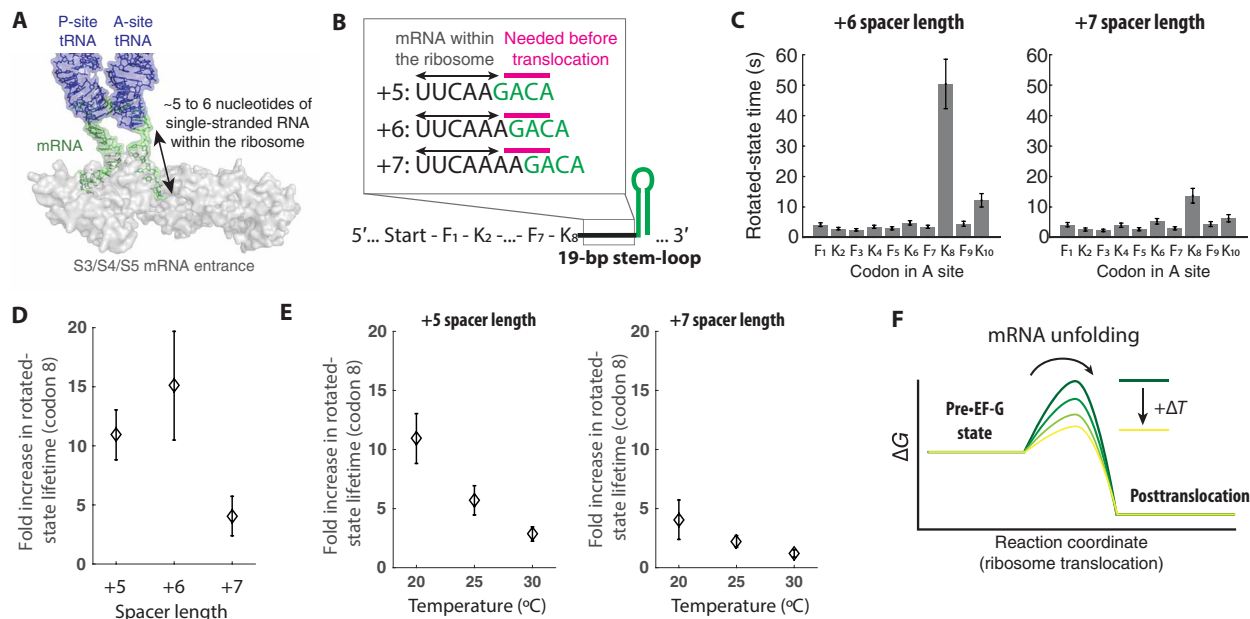 A
P-site
tRNA
A-site
tRNA
~5 to 6 nucleotides of
single-stranded RNA
within the ribosome
mRNA
S3/S4/S5 mRNA entrance
B
mRNA within
the ribosome
Needed before
translocation
+5: UUCAAGACA
+6: UUCAAAGACA
+7: UUCAAAAGACA
5′... Start - F1 - K2 -...- F7 - K8
... 3′
19-bp stem-loop
C
+6 spacer length
Rotated-state time (s)
60
50
40
30
20
10
0
F1 K2 F3 K4 F5 K6 F7 K8 F9 K10
Codon in A site
+7 spacer length
60
50
40
30
20
10
0
F1 K2 F3 K4 F5 K6 F7 K8 F9 K10
Codon in A site
D
Fold increase in rotated-
state lifetime (codon 8)
20
15
10
5
0
+5 +6 +7
Spacer length
E
+5 spacer length
Fold increase in rotated-
state lifetime (codon 8)
20
15
10
5
0
20 25 30
Temperature (ºC)
+7 spacer length
Fold increase in rotated-
state lifetime (codon 8)
20
15
10
5
0
20 25 30
Temperature (ºC)
F
mRNA unfolding
Pre•EF-G
state
+ΔT
ΔG
Posttranslocation
Reaction coordinate
(ribosome translocation)